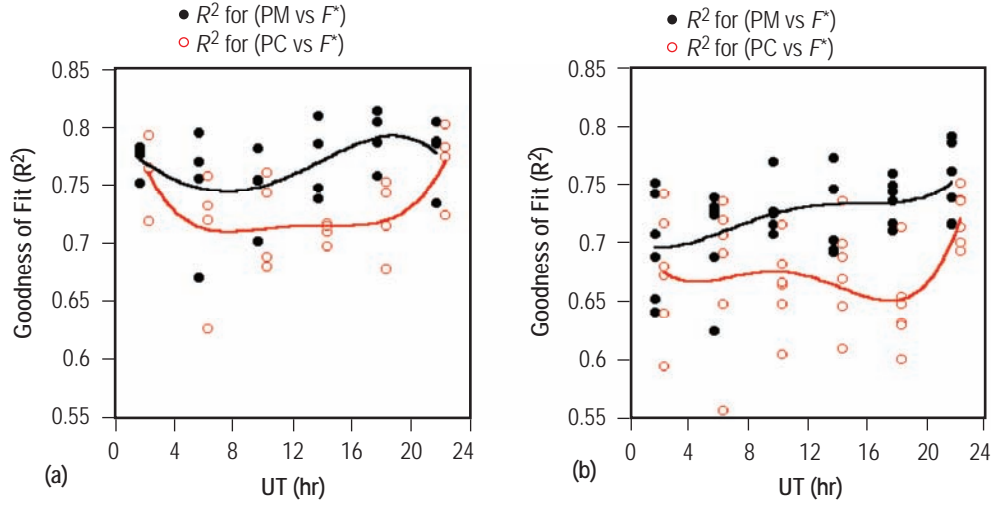 ● R² for (PM vs F*)
○ R² for (PC vs F*)
0.85
0.8
0.75
0.7
0.65
0.6
0.55
Goodness of Fit (R²)
0 4 8 12 16 20 24
UT (hr)
(a)
● R² for (PM vs F*)
○ R² for (PC vs F*)
0.85
0.8
0.75
0.7
0.65
0.6
0.55
Goodness of Fit (R²)
0 4 8 12 16 20 24
UT (hr)
(b)